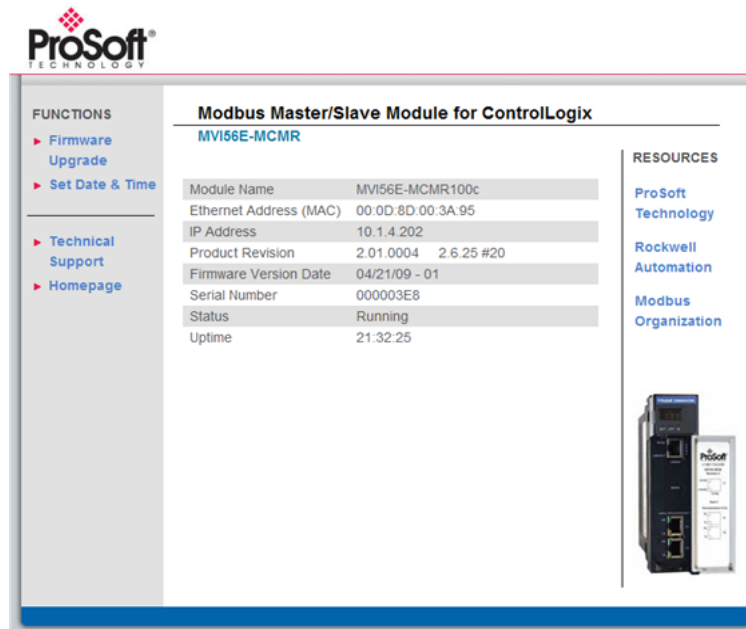 ProSoft®
TECHNOLOGY
FUNCTIONS
Firmware
Upgrade
Set Date & Time
Technical
Support
Homepage
Modbus Master/Slave Module for ControlLogix
MVI56E-MCMR
Module Name MVI56E-MCMR100c
Ethernet Address (MAC) 00:0D:8D:00:3A:95
IP Address 10.1.4.202
Product Revision 2.01.0004 2.6.25 #20
Firmware Version Date 04/21/09 - 01
Serial Number 000003E8
Status Running
Uptime 21:32:25
RESOURCES
ProSoft
Technology
Rockwell
Automation
Modbus
Organization
ProSoft